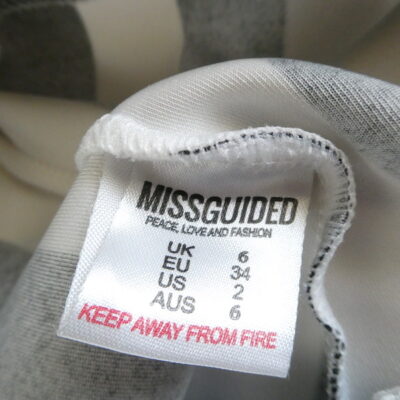 MISSGUIDED
PEACE, LOVE AND FASHION
UK 6
EU 34
US 2
AUS 6
KEEP AWAY FROM FIRE